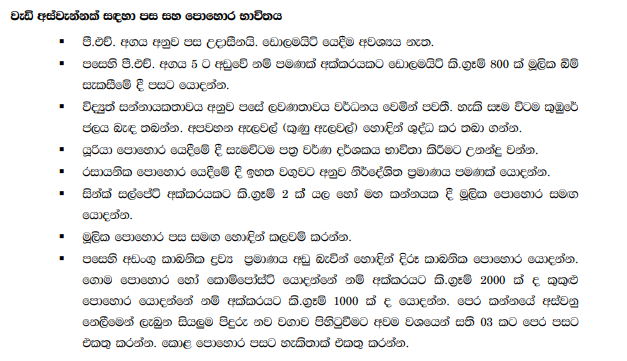 වැඩි අස්වැන්නක් සඳහා පස සහ පොහොර භාවිතය
▪ පී.එච්. අගය අනුව පස උදාසීනයි. ඩොලමයිට් යෙදීම අවශ්‍යය නැත.
▪ පසෙහි පී.එච්. අගය 5 ට අඩුවේ නම් පමණක් අක්කරයකට ඩොලමයිට් කි.ග්‍රෑම් 800 ක් මූලික බිම්
සැකසීමේ දී පසට යොදන්න.
▪ විද්‍යුත් සන්නායකතාවය අනුව පසේ ලවණතාවය වර්ධනය වෙමින් පවතී. හැකි සෑම විටම කුඹුරේ
ජලය බැඳ තබන්න. අපවහන ඇලවල් (කුණු ඇලවල්) හොඳින් ශුද්ධ කර තබා ගන්න.
▪ යූරියා පොහොර යෙදීමේ දී සැමවිටම පත්‍ර වර්ණ දර්ශකය භාවිතා කිරීමට උනන්දු වන්න.
▪ රසායනික පොහොර යෙදීමේ දී ඉහත වගුවට අනුව නිර්දේශිත ප්‍රමාණය පමණක් යොදන්න.
▪ සින්ක් සල්පේට් අක්කරයකට කි.ග්‍රෑම් 2 ක් යල හෝ මහ කන්නයක දී මූලික පොහොර සමඟ
යොදන්න.
▪ මූලික පොහොර පස සමඟ හොඳින් කලවම් කරන්න.
▪ පසෙහි අඩංගු කාබනික ද්‍රව්‍ය ප්‍රමාණය අඩු බැවින් හොඳින් දිරූ කාබනික පොහොර යොදන්න.
ගොම පොහොර හෝ කොම්පෝස්ට් යොදන්නේ නම් අක්කරයට කි.ග්‍රෑම් 2000 ක් ද කුකුළු
පොහොර යොදන්නේ නම් අක්කරයට කි.ග්‍රෑම් 1000 ක් ද යොදන්න. පෙර කන්නයේ අස්වනු
නෙලීමෙන් ලැබුන සියලුම පිදුරු නව වගාව පිහිටුවීමට අවම වශයෙන් සති 03 කට පෙර පසට
එකතු කරන්න. කොළ පොහොර පසට හැකිතාක් එකතු කරන්න.